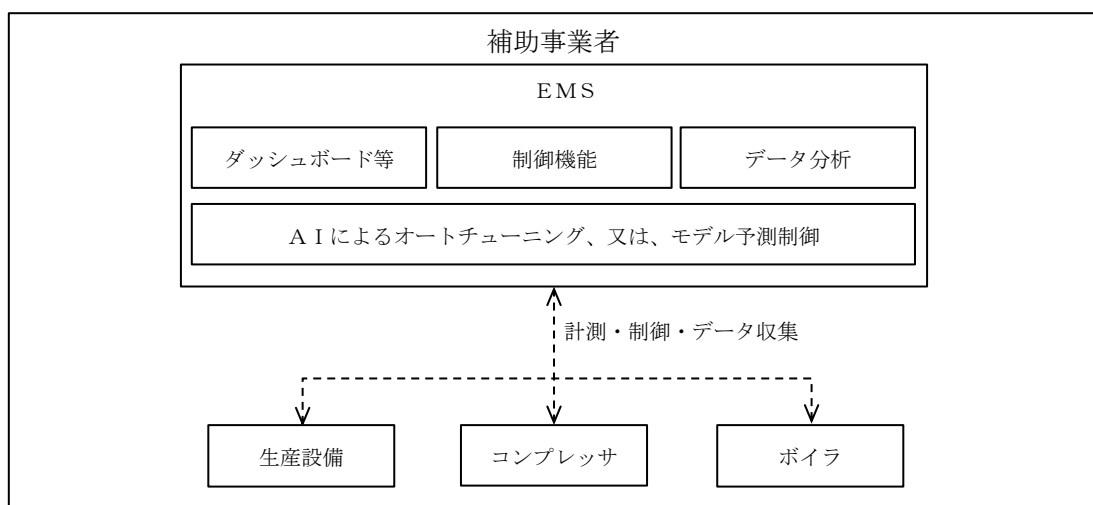 補助事業者
ＥＭＳ
ダッシュボード等
制御機能
データ分析
ＡＩによるオートチューニング、又は、モデル予測制御
計測・制御・データ収集
生産設備
コンプレッサ
ボイラ